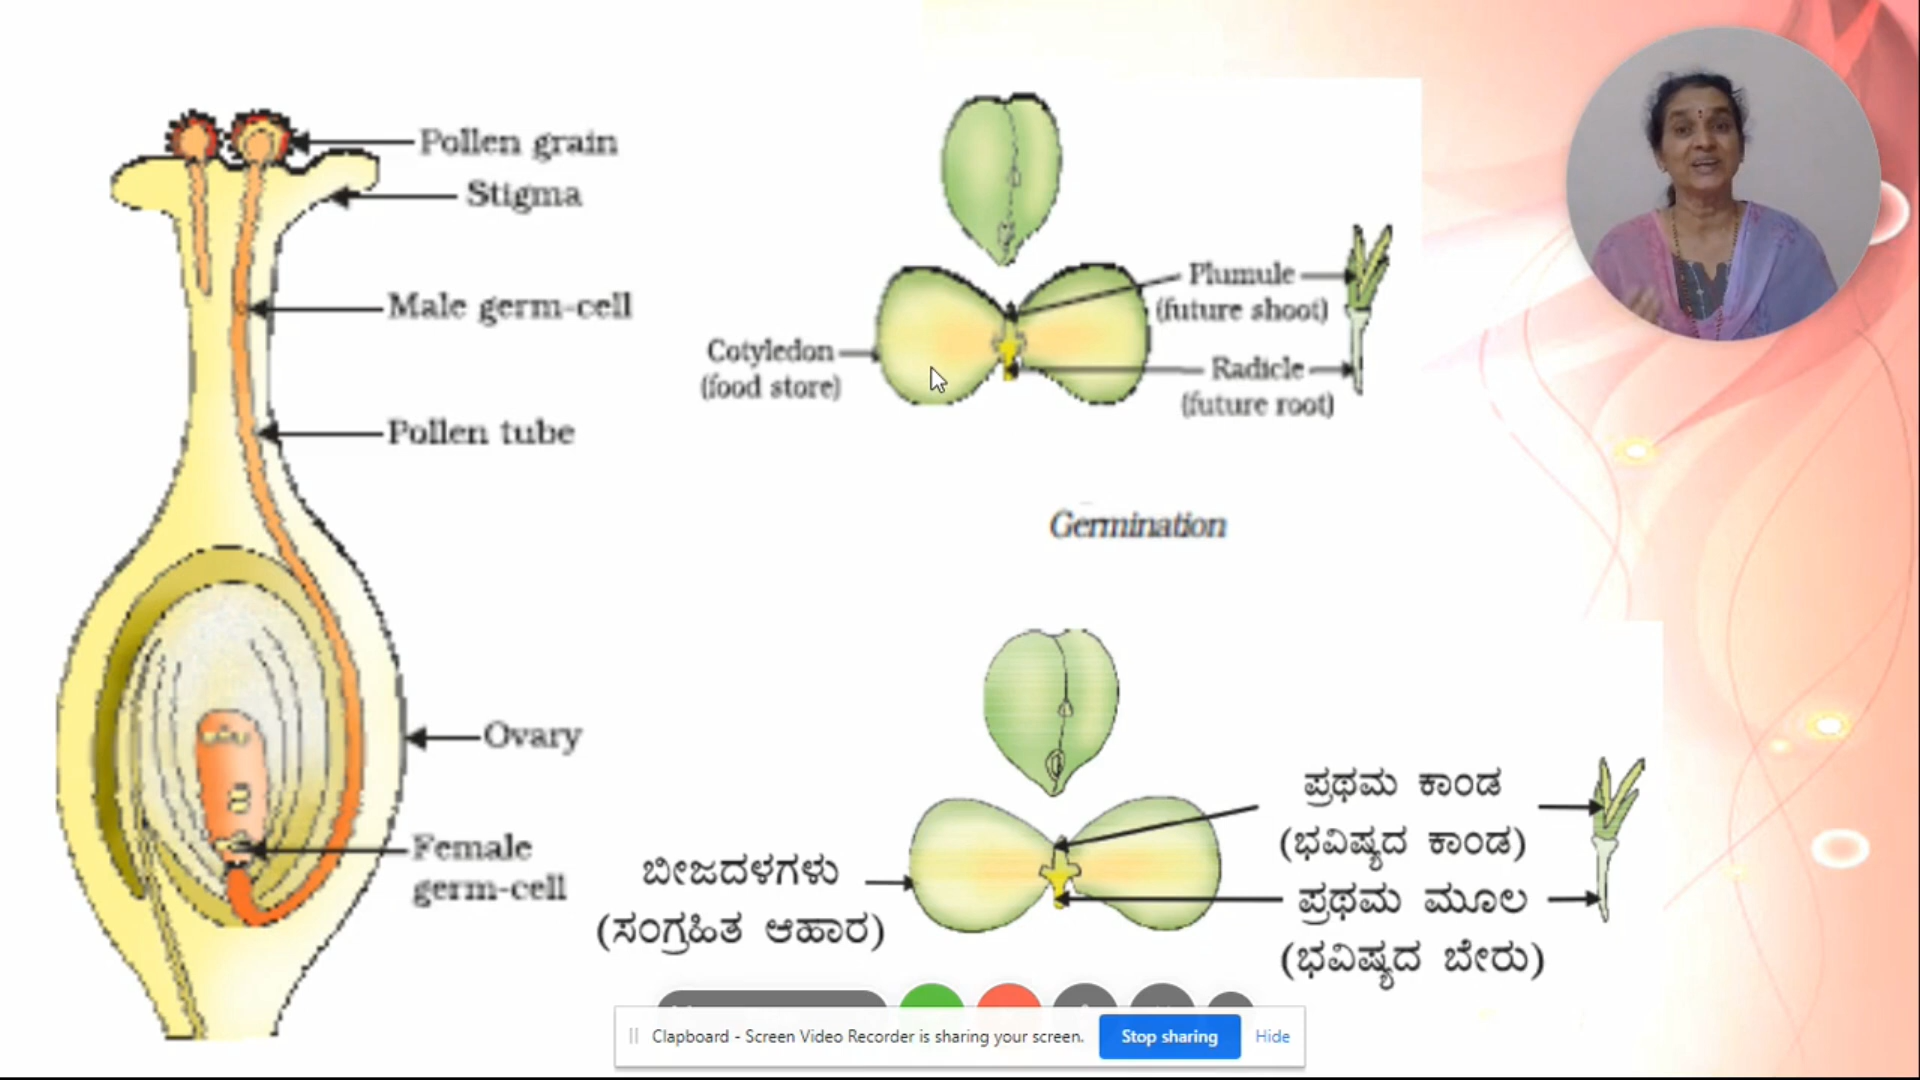 Pollen grain
Stigma
Male germ-cell
Pollen tube
Ovary
Female
germ-cell
Cotyledon
(food store)
Plumule
(future shoot)
Radicle
(future root)
Germination
ಬೀಜದಳಗಳು
(ಸಂಗ್ರಹಿತ ಆಹಾರ)
ಪ್ರಥಮ ಕಾಂಡ
(ಭವಿಷ್ಯದ ಕಾಂಡ)
ಪ್ರಥಮ ಮೂಲ
(ಭವಿಷ್ಯದ ಬೇರು)
Clapboard - Screen Video Recorder is sharing your screen. Stop sharing Hide